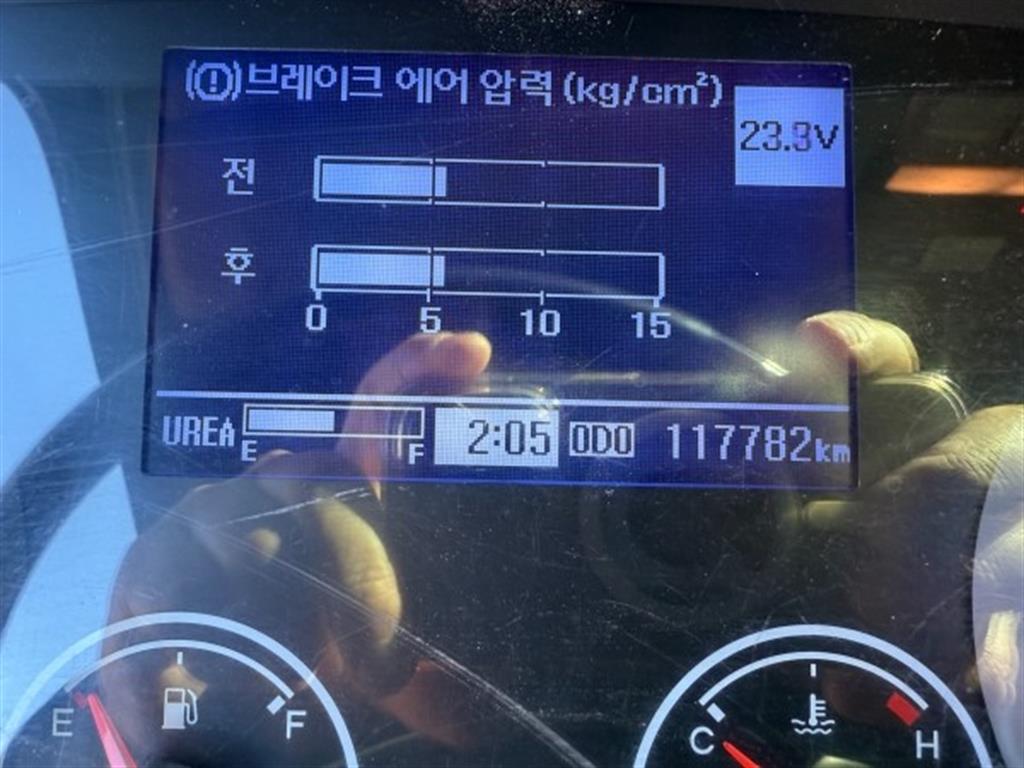 (!)브레이크 에어 압력(kg/cm²)
23.3V
전
후
0 5 10 15
UREA E F 2:05 ODO 117782km
E F
C H